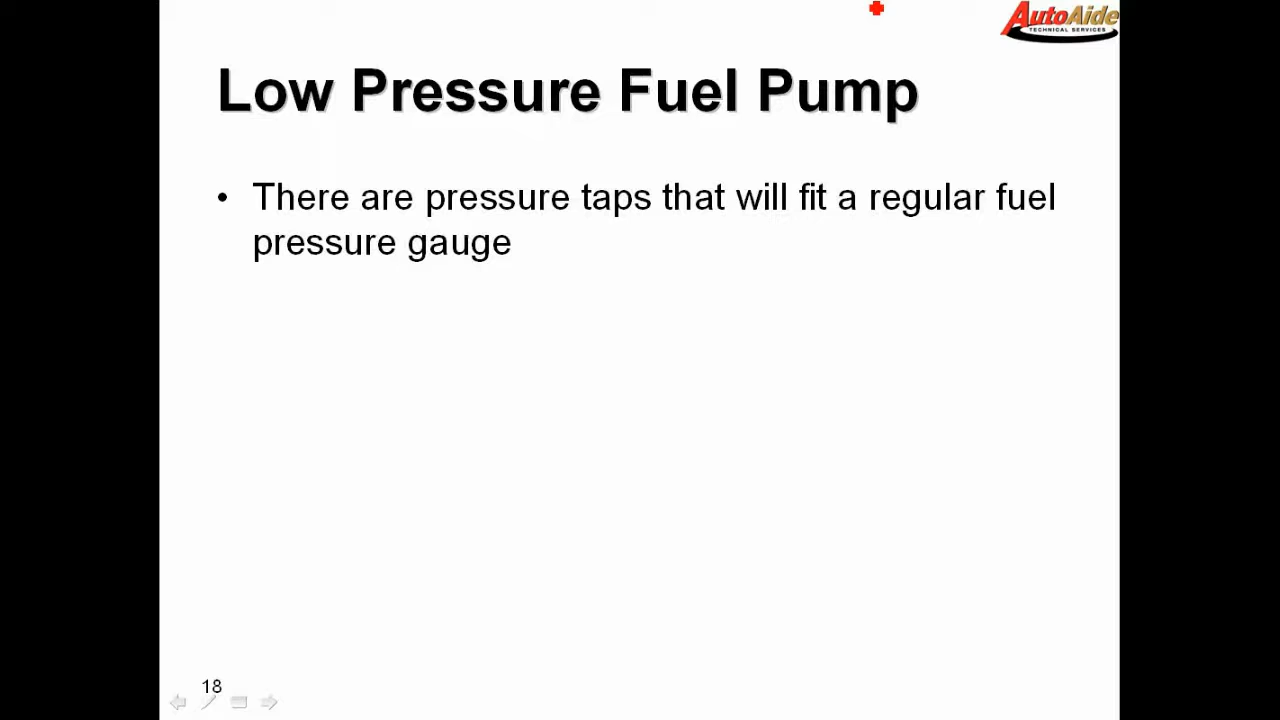 AutoAide
TECHNICAL SERVICES
Low Pressure Fuel Pump
• There are pressure taps that will fit a regular fuel
pressure gauge
18